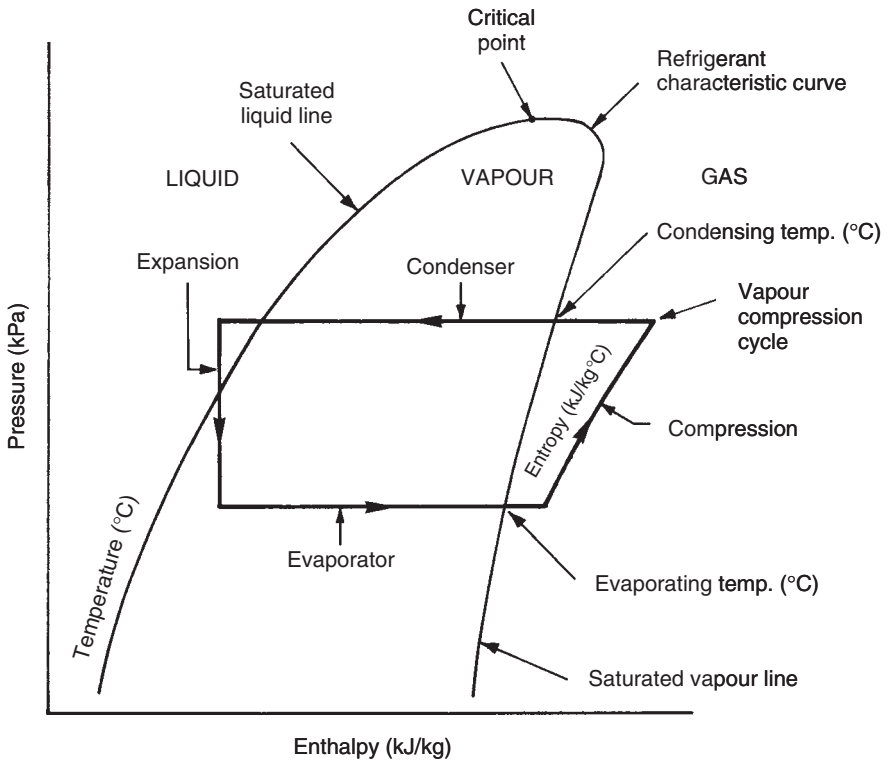 Critical
point
Refrigerant
characteristic curve
Saturated
liquid line
LIQUID
VAPOUR
GAS
Condensing temp. (°C)
Expansion
Condenser
Vapour
compression
cycle
Pressure (kPa)
Entropy (kJ/kg°C)
Compression
Temperature (°C)
Evaporator
Evaporating temp. (°C)
Saturated vapour line
Enthalpy (kJ/kg)